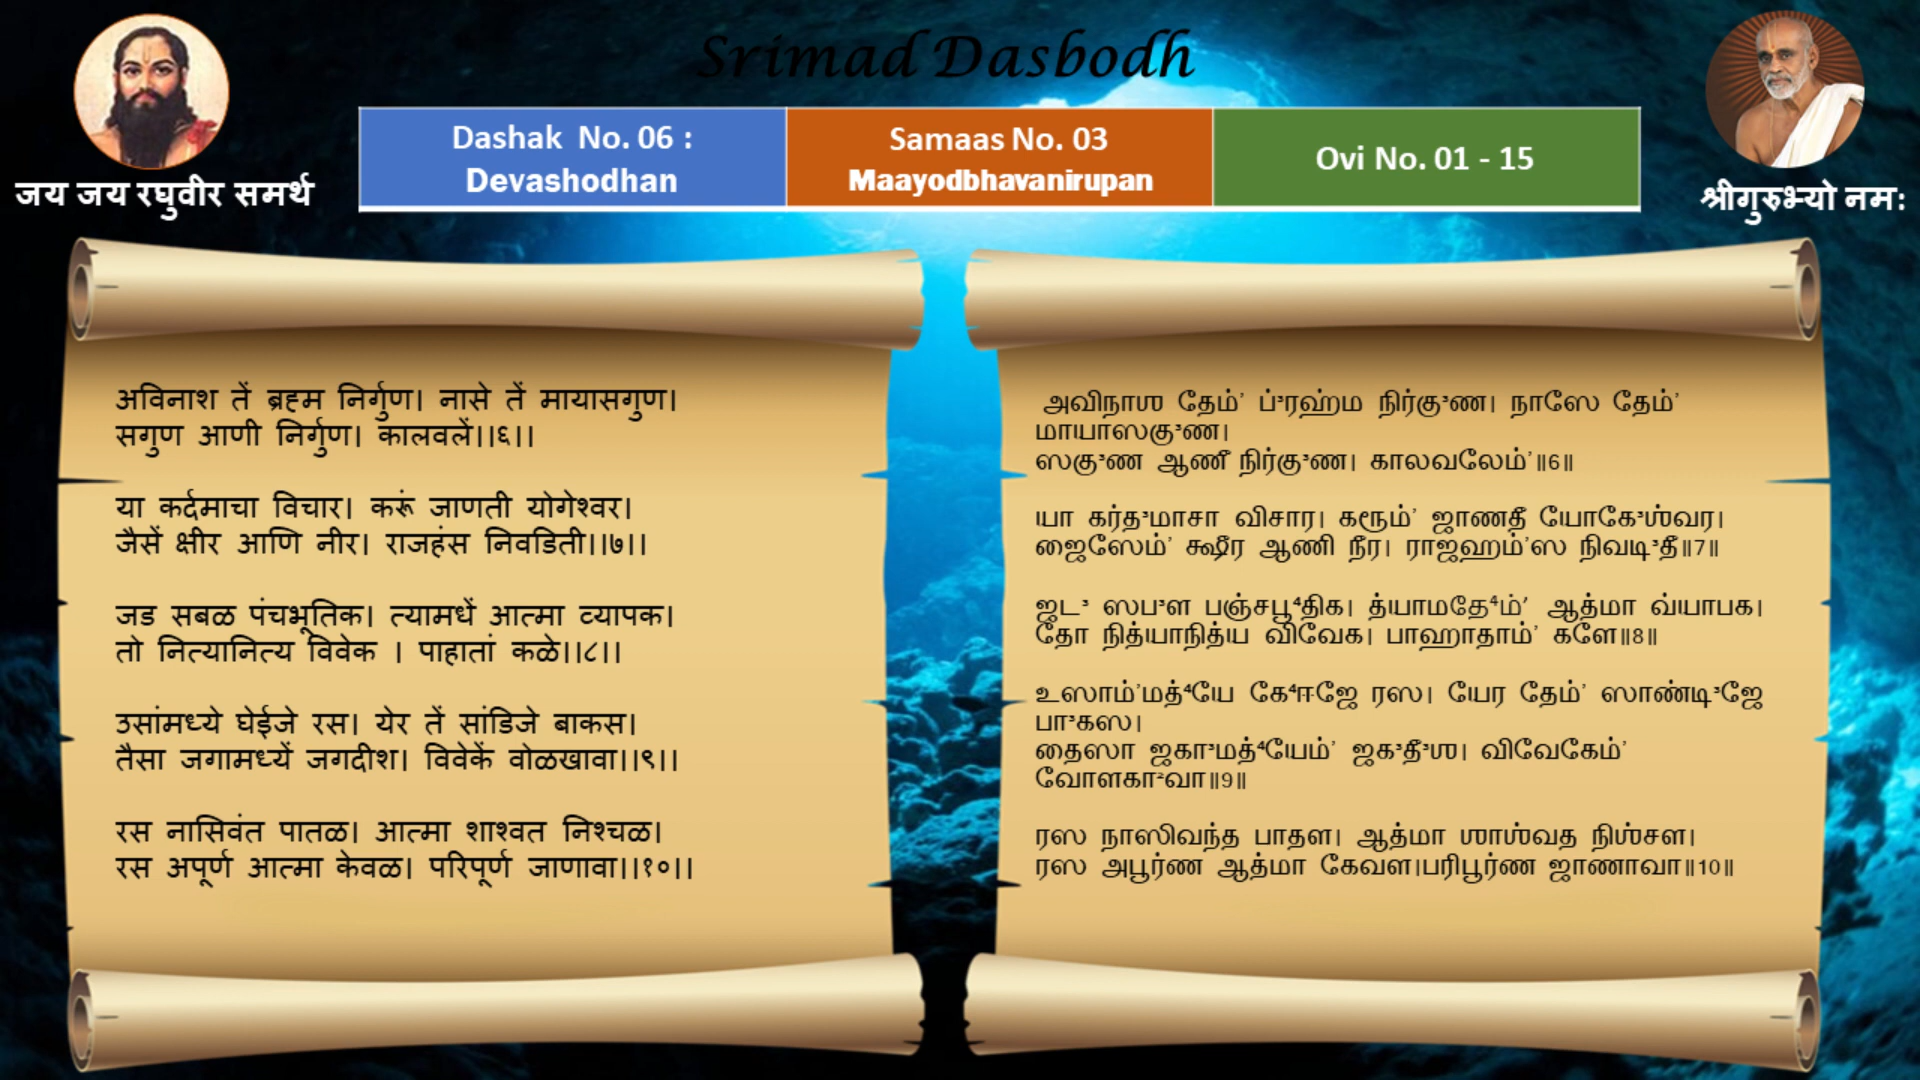 Srimad Dasbodh
Dashak No. 06 :
Devashodhan
Samaas No. 03
Maayodbhavanirupan
Ovi No. 01 - 15
जय जय रघुवीर समर्थ
श्रीगुरुभ्यो नमः
अविनाश तें ब्रह्म निर्गुण। नासे तें मायासगुण।
सगुण आणी निर्गुण। कालवलें।।६।।
या कर्दमाचा विचार। करूं जाणती योगेश्वर।
जैसें क्षीर आणि नीर। राजहंस निवडिती।।७।।
जड सबळ पंचभूतिक। त्यामधें आत्मा व्यापक।
तो नित्यानित्य विवेक । पाहातां कळे।।८।।
उसांमध्ये घेईजे रस। येर तें सांडिजे बाकस।
तैसा जगामध्यें जगदीश। विवेकें वोळखावा।।९।।
रस नासिवंत पातळ। आत्मा शाश्वत निश्चळ।
रस अपूर्ण आत्मा केवळ। परिपूर्ण जाणावा।।१०।।
அவிநாஶ தேம்ʼ ப்³ரஹ்ம நிர்கு³ண। நாஸே தேம்ʼ
மாயாஸகு³ண।
ஸகு³ண ஆணீ நிர்கு³ண। காலவலேம்ʼ॥6॥
யா கர்த³மாசா விசார। கரூம்ʼ ஜாணதீ யோகே³ஶ்வர।
ஜைஸேம்ʼ க்ஷீர ஆணி நீர। ராஜஹம்ʼஸ நிவடி³தீ॥7॥
ஜட³ ஸப³ள பஞ்சபூ⁴திக। த்யாமதே⁴ம்ʼ ஆத்மா வ்யாபக।
தோ நித்யாநித்ய விவேக। பாஹாதாம்ʼ களே॥8॥
உஸாம்ʼமத்⁴யே கே⁴ஈஜே ரஸ। யேர தேம்ʼ ஸாண்டி³ஜே
பா³கஸ।
தைஸா ஜகா³மத்⁴யேம்ʼ ஜக³தீ³ஶ। விவேகேம்ʼ
வோளகா²வா॥9॥
ரஸ நாஸிவந்த பாதள। ஆத்மா ஶாஶ்வத நிஶ்சள।
ரஸ அபூர்ண ஆத்மா கேவள।பரிபூர்ண ஜாணாவா॥10॥